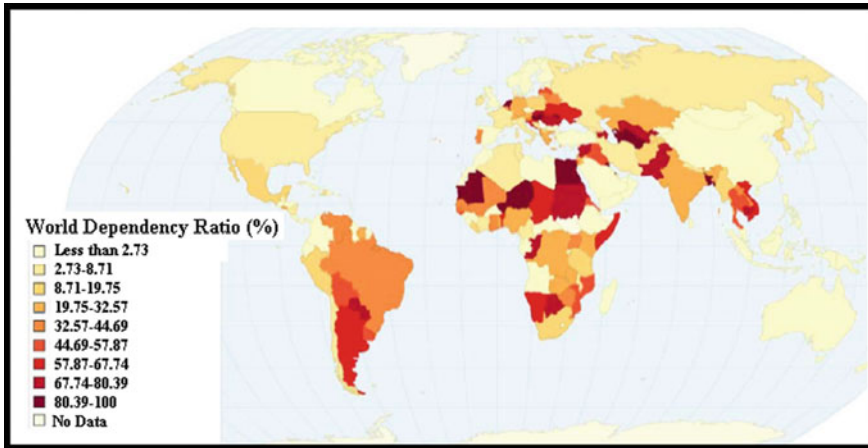 World Dependency Ratio (%)
Less than 2.73
2.73-8.71
8.71-19.75
19.75-32.57
32.57-44.69
44.69-57.87
57.87-67.74
67.74-80.39
80.39-100
No Data